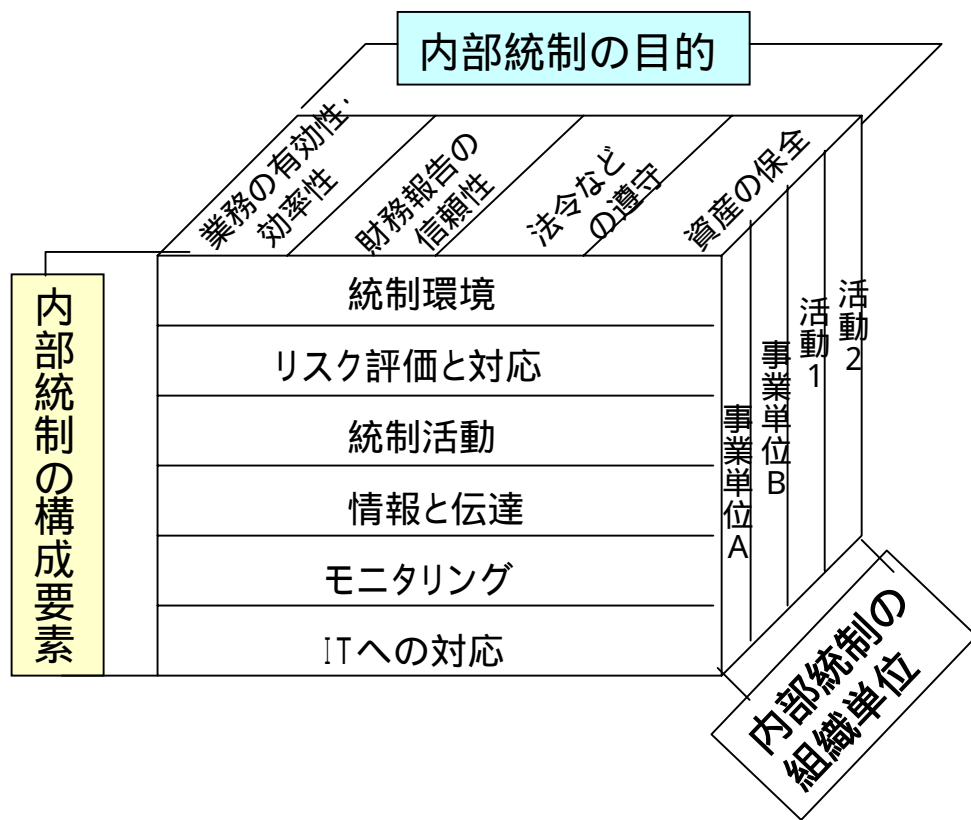 内部統制の目的
業務の有効性・
効率性
財務報告の
信頼性
法令など
の遵守
資産の保全
内部統制の構成要素
統制環境
リスク評価と対応
統制活動
情報と伝達
モニタリング
ITへの対応
事業単位A
事業単位B
活動1
活動2
内部統制の
組織単位